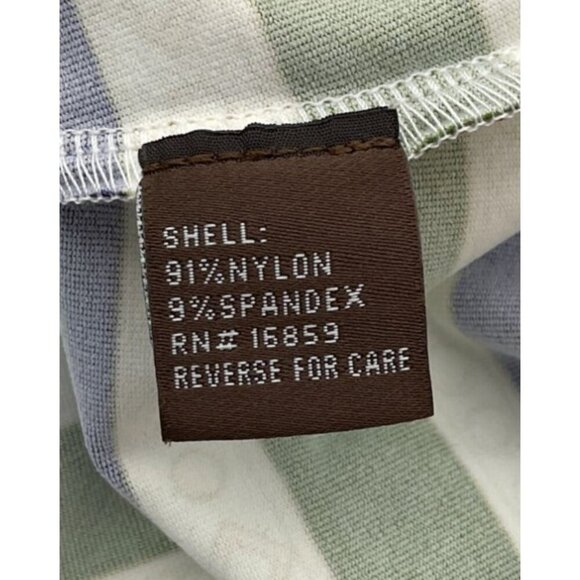 SHELL:
91%NYLON
9%SPANDEX
RN# 16859
REVERSE FOR CARE